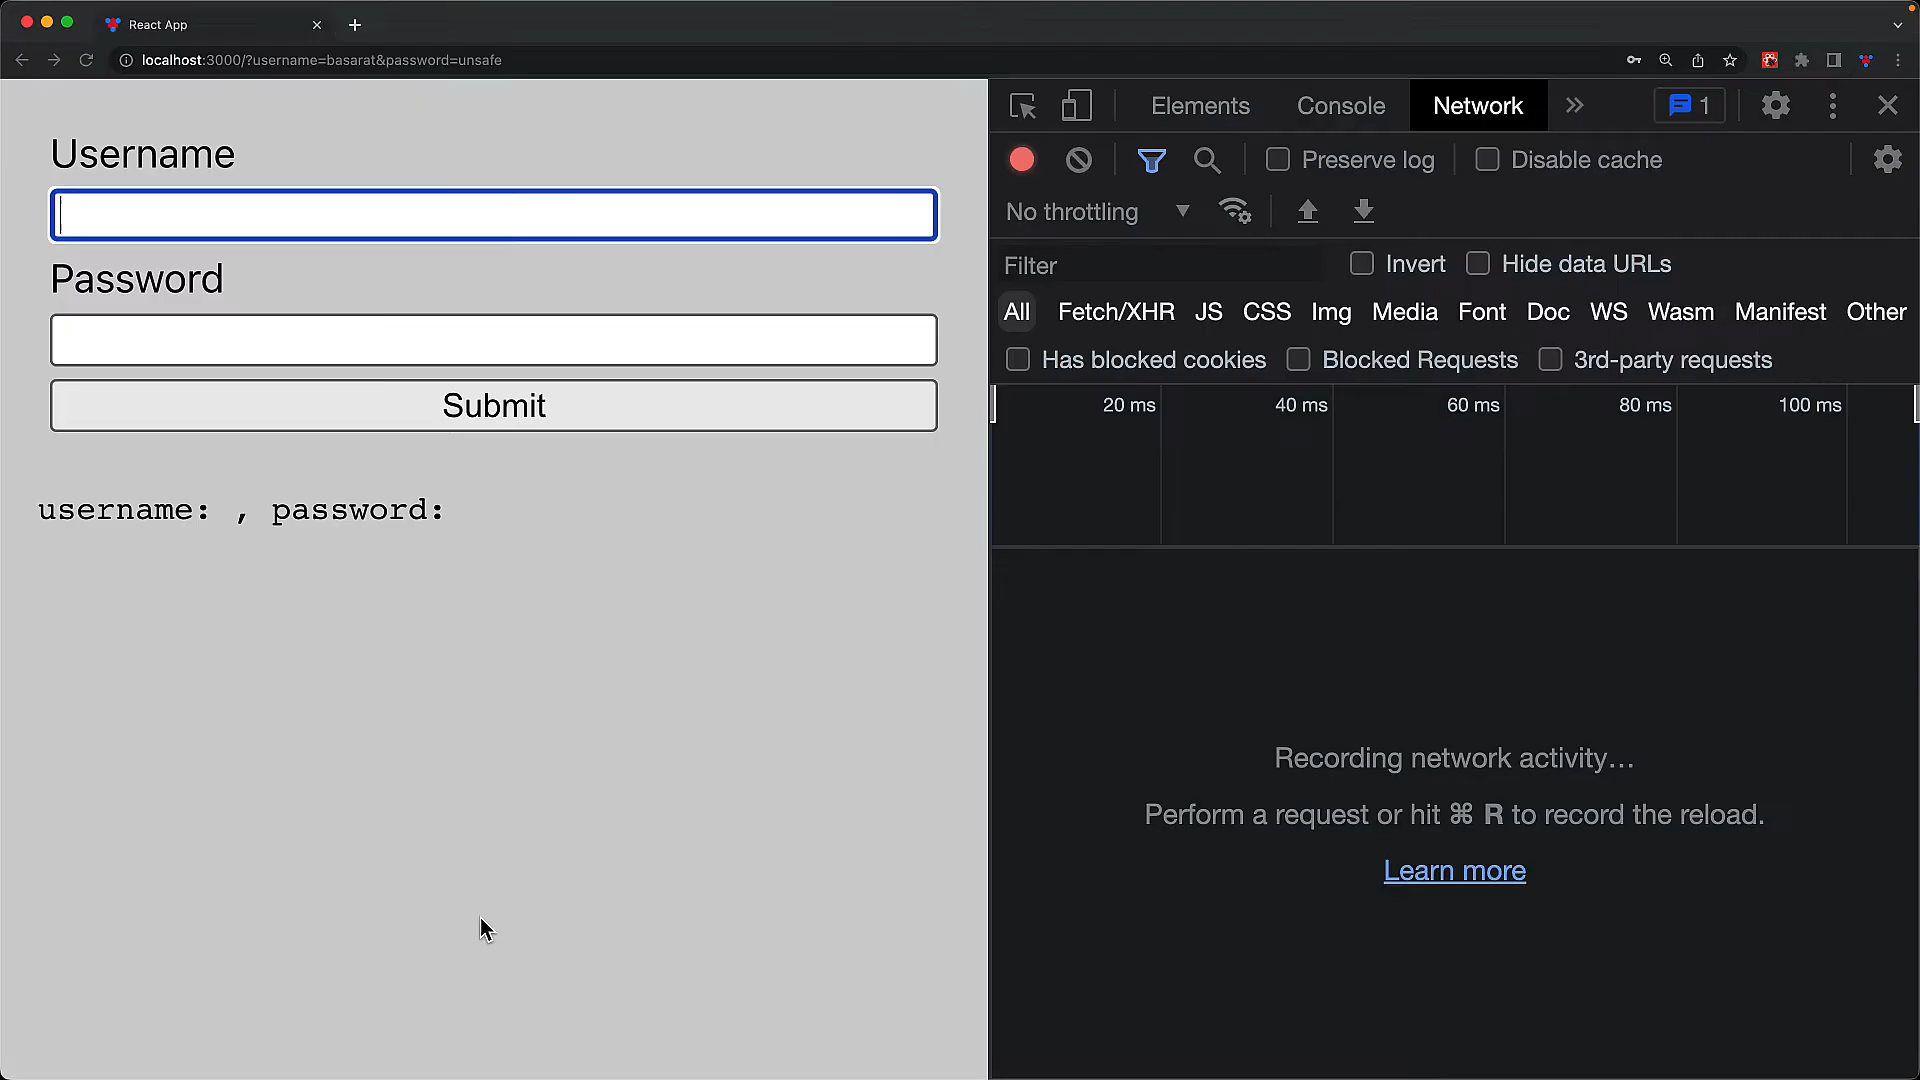 React App
localhost:3000/?username=basarat&password=unsafe
Username
Password
Submit
username: , password:
Elements Console Network 1
Preserve log Disable cache
No throttling
Filter Invert Hide data URLs
All Fetch/XHR JS CSS Img Media Font Doc WS Wasm Manifest Other
Has blocked cookies Blocked Requests 3rd-party requests
20 ms 40 ms 60 ms 80 ms 100 ms
Recording network activity…
Perform a request or hit ⌘ R to record the reload.
Learn more